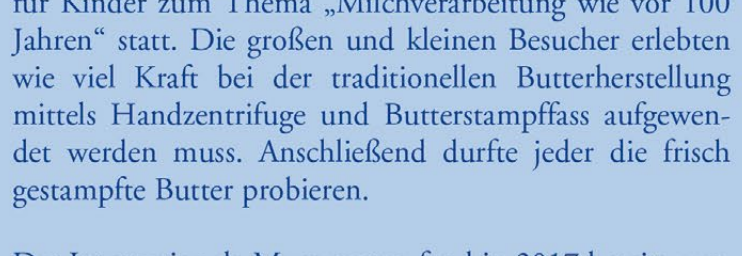 für Kinder zum Thema „Milchverarbeitung wie vor 100
Jahren“ statt. Die großen und kleinen Besucher erlebten
wie viel Kraft bei der traditionellen Butterherstellung
mittels Handzentrifuge und Butterstampffass aufgewen-
det werden muss. Anschließend durfte jeder die frisch
gestampfte Butter probieren.